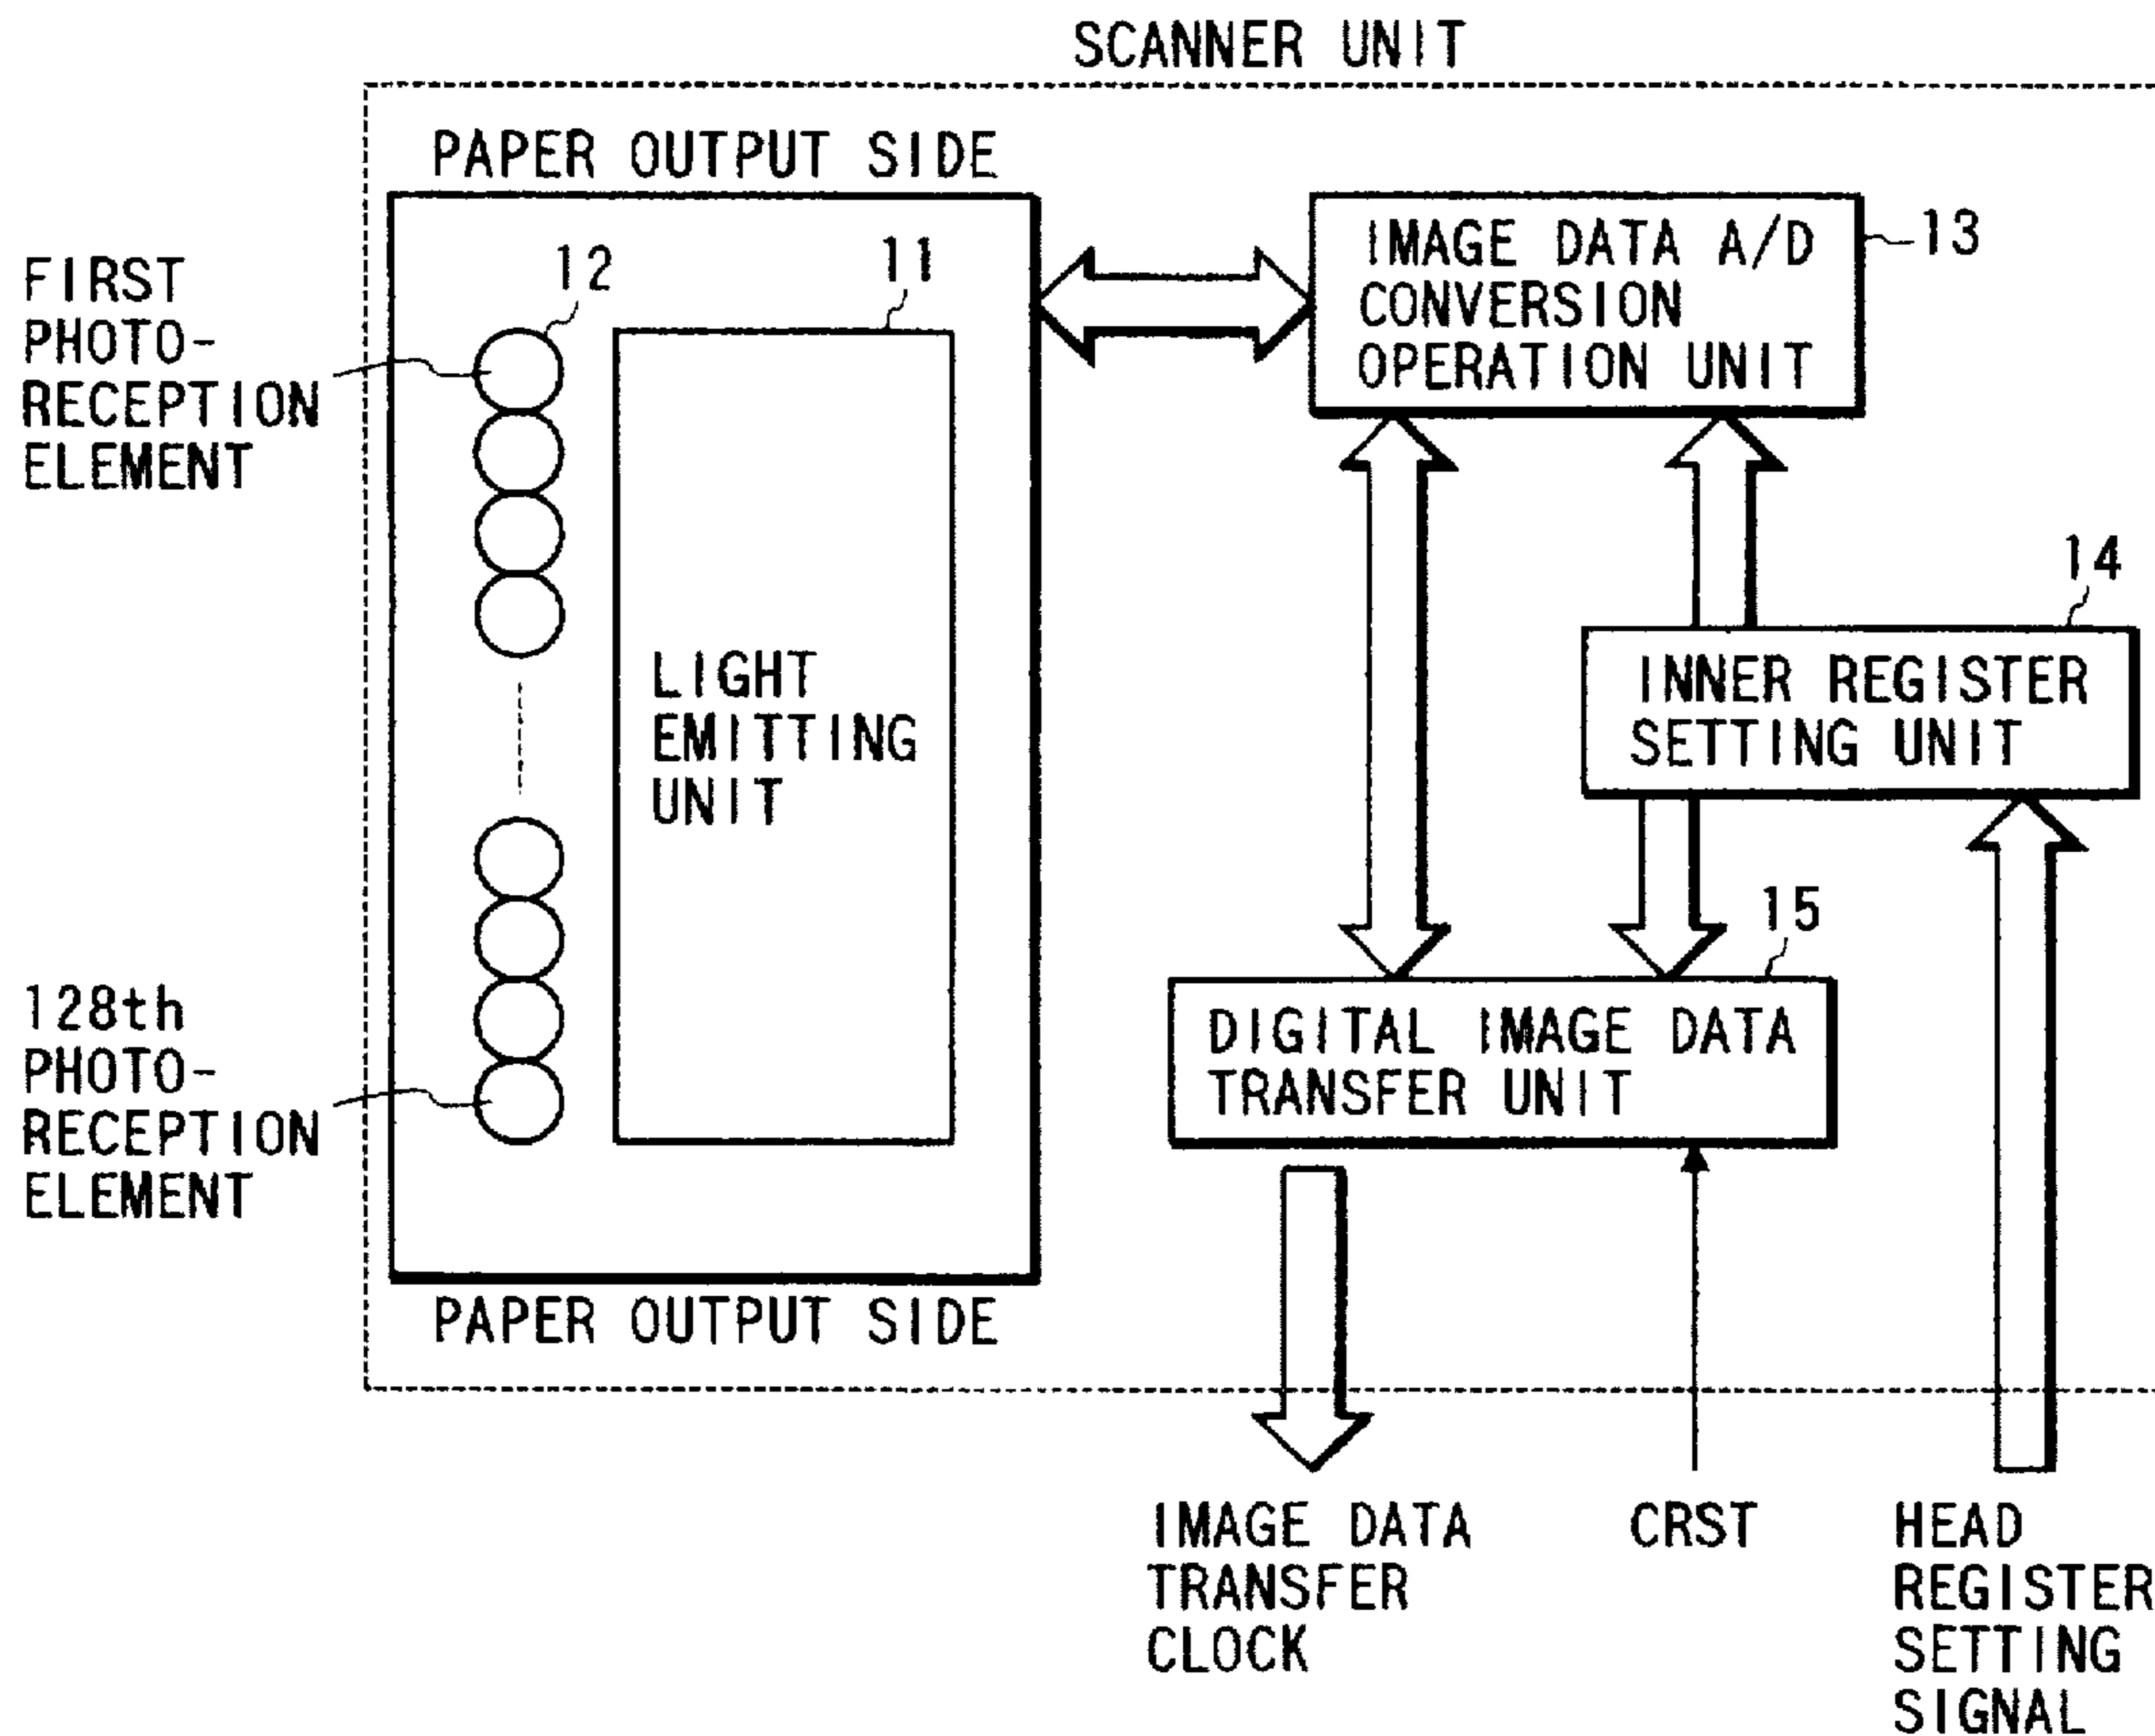 SCANNER UNIT
PAPER OUTPUT SIDE
FIRST
PHOTO-
RECEPTION
ELEMENT
12
11
LIGHT
EMITTING
UNIT
128th
PHOTO-
RECEPTION
ELEMENT
PAPER OUTPUT SIDE
IMAGE DATA A/D
CONVERSION
OPERATION UNIT
13
14
INNER REGISTER
SETTING UNIT
15
DIGITAL IMAGE DATA
TRANSFER UNIT
IMAGE DATA
TRANSFER
CLOCK
CRST
HEAD
REGISTER
SETTING
SIGNAL